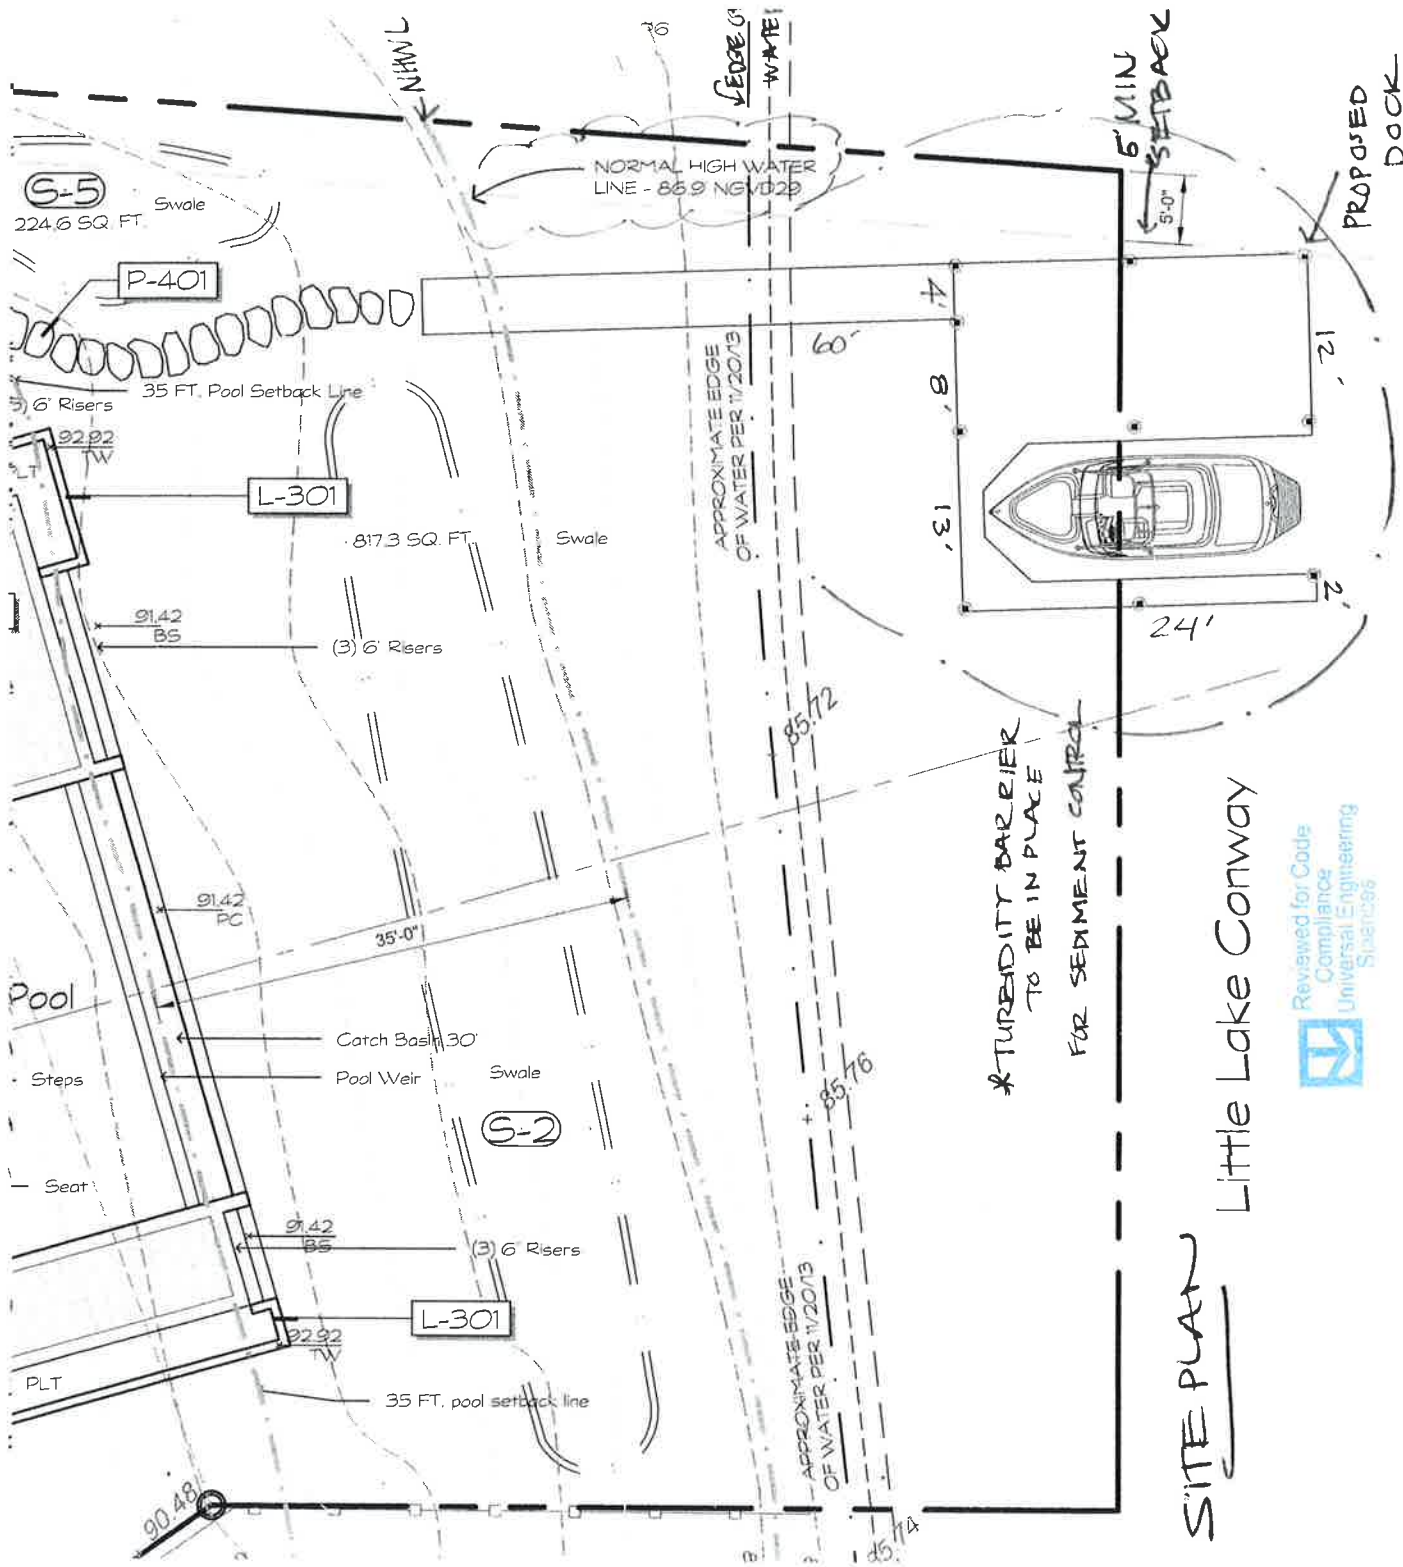 NHWL
EDGE OF
WATER
76
5' MIN
SETBACK
5'-0"
PROPOSED
DOCK
NORMAL HIGH WATER
LINE - 86.9 NGVD29
S-5
224.6 SQ. FT.
Swale
P-401
35 FT. Pool Setback Line
3) 6" Risers
92.92
TW
LT
L-301
817.3 SQ. FT.
Swale
4'
60'
8'
13'
12'
2'
24'
APPROXIMATE EDGE
OF WATER PER 11/20/13
91.42
BS
(3) 6" Risers
85.72
*TURBIDITY BARRIER
TO BE IN PLACE
FOR SEDIMENT CONTROL
91.42
PC
35'-0"
Pool
Catch Basin 30"
Steps
Pool Weir
Swale
S-2
85.76
Seat
91.42
BS
(3) 6" Risers
L-301
92.92
TW
PLT
35 FT. pool setback line
APPROXIMATE EDGE
OF WATER PER 11/20/13
90.48
SITE PLAN
Little Lake Conway
Reviewed for Code
Compliance
Universal Engineering
Sciences